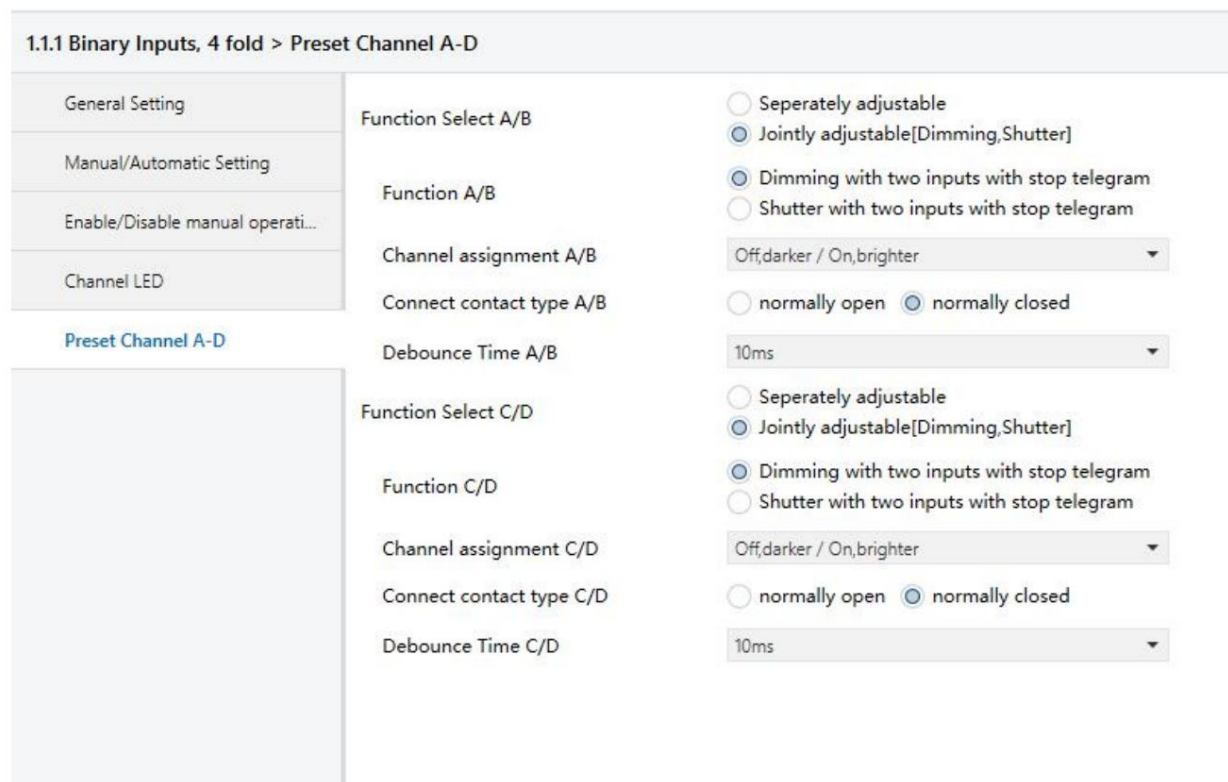 1.1.1 Binary Inputs, 4 fold > Preset Channel A-D
General Setting
Manual/Automatic Setting
Enable/Disable manual operati...
Channel LED
Preset Channel A-D
Function Select A/B
Seperately adjustable
Jointly adjustable[Dimming,Shutter]
Function A/B
Dimming with two inputs with stop telegram
Shutter with two inputs with stop telegram
Channel assignment A/B
Off,darker / On,brighter
Connect contact type A/B
normally open normally closed
Debounce Time A/B
10ms
Function Select C/D
Seperately adjustable
Jointly adjustable[Dimming,Shutter]
Function C/D
Dimming with two inputs with stop telegram
Shutter with two inputs with stop telegram
Channel assignment C/D
Off,darker / On,brighter
Connect contact type C/D
normally open normally closed
Debounce Time C/D
10ms